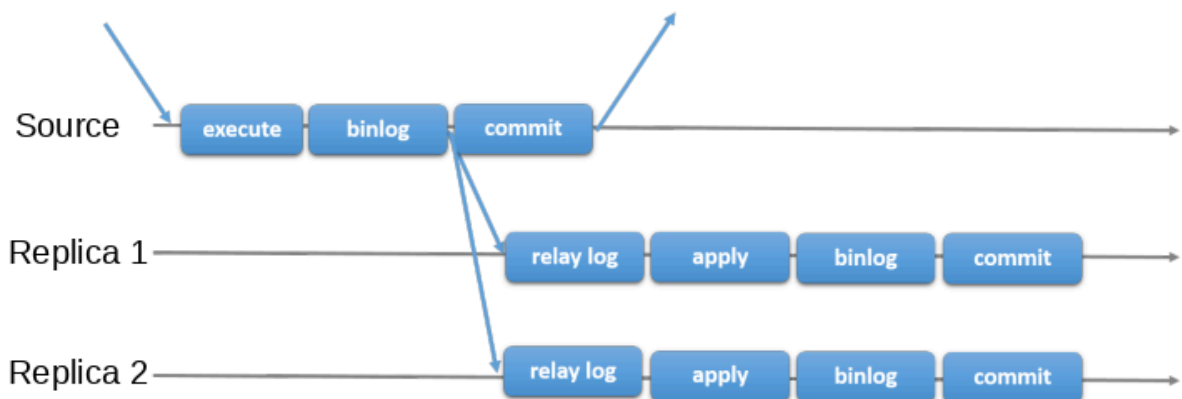 Source execute binlog commit
Replica 1 relay log apply binlog commit
Replica 2 relay log apply binlog commit